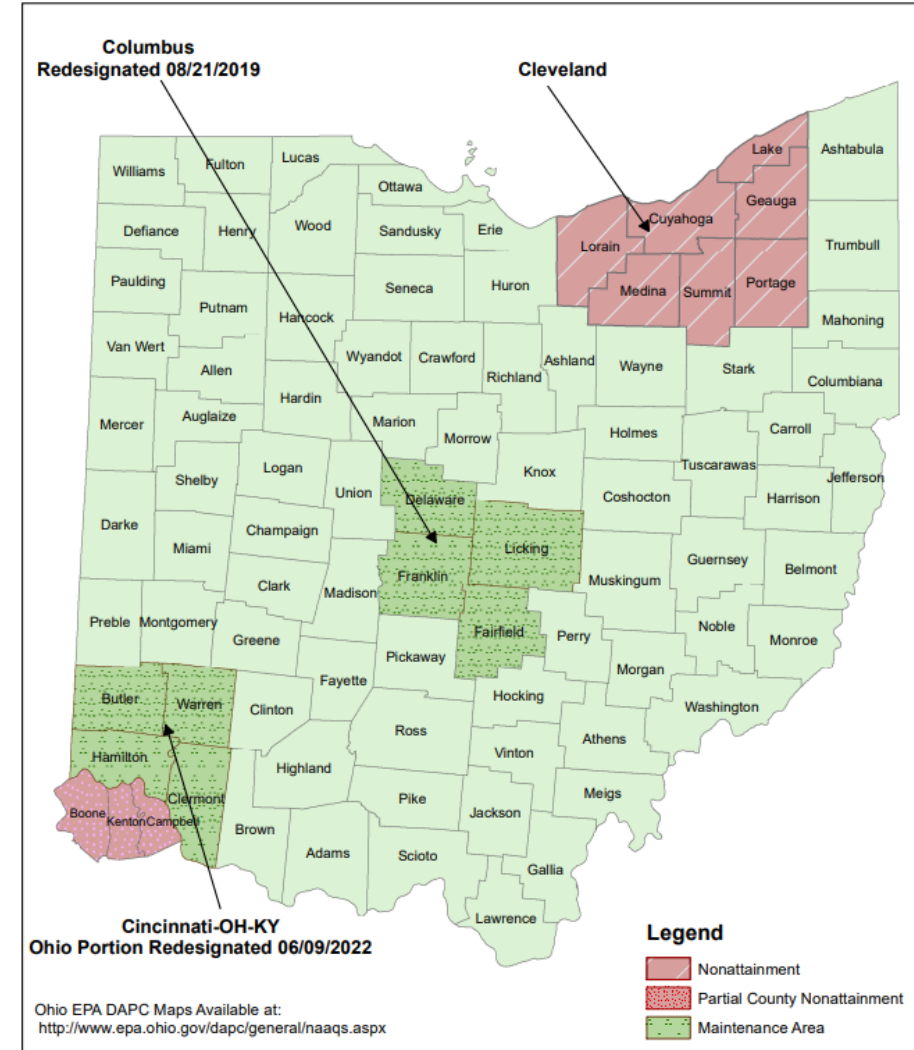 Columbus
Redesignated 08/21/2019
Cleveland
Williams
Fulton
Lucas
Ottawa
Lake
Ashtabula
Defiance
Henry
Wood
Sandusky
Erie
Lorain
Cuyahoga
Geauga
Trumbull
Paulding
Putnam
Hancock
Seneca
Huron
Medina
Summit
Portage
Mahoning
Van Wert
Allen
Wyandot
Crawford
Richland
Ashland
Wayne
Stark
Columbiana
Mercer
Auglaize
Hardin
Marion
Morrow
Holmes
Carroll
Shelby
Logan
Union
Delaware
Knox
Coshocton
Tuscarawas
Harrison
Jefferson
Darke
Miami
Champaign
Clark
Madison
Franklin
Licking
Muskingum
Guernsey
Belmont
Preble
Montgomery
Greene
Pickaway
Fairfield
Perry
Morgan
Noble
Monroe
Butler
Warren
Clinton
Fayette
Ross
Hocking
Vinton
Athens
Washington
Hamilton
Clermont
Highland
Pike
Jackson
Meigs
Boone
Kenton
Campbell
Brown
Adams
Scioto
Gallia
Lawrence
Cincinnati-OH-KY
Ohio Portion Redesignated 06/09/2022
Legend
Nonattainment
Partial County Nonattainment
Maintenance Area
Ohio EPA DAPC Maps Available at:
http://www.epa.ohio.gov/dapc/general/naaqs.aspx